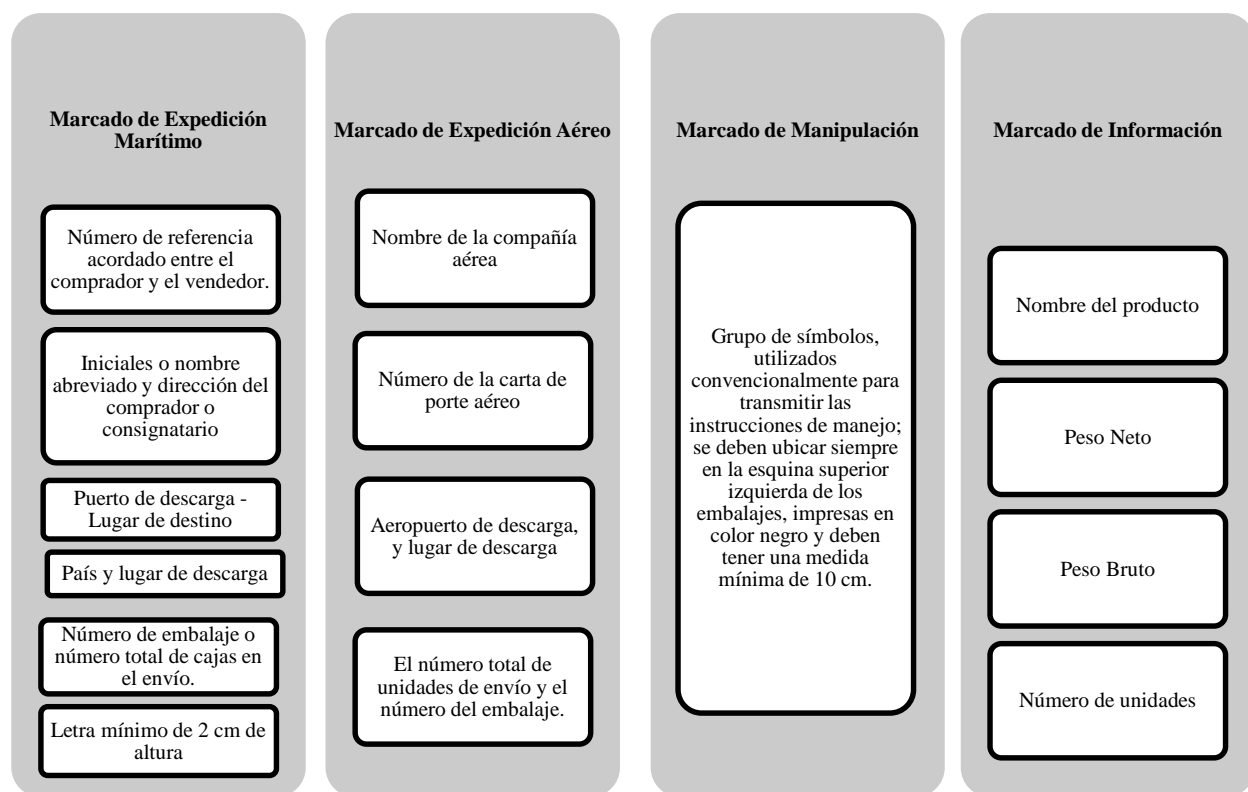 Marcado de Expedición
Marítimo
Número de referencia
acordado entre el
comprador y el vendedor.
Iniciales o nombre
abreviado y dirección del
comprador o
consignatario
Puerto de descarga -
Lugar de destino
País y lugar de descarga
Número de embalaje o
número total de cajas en
el envío.
Letra mínimo de 2 cm de
altura
Marcado de Expedición Aéreo
Nombre de la compañía
aérea
Número de la carta de
porte aéreo
Aeropuerto de descarga,
y lugar de descarga
El número total de
unidades de envío y el
número del embalaje.
Marcado de Manipulación
Grupo de símbolos,
utilizados
convencionalmente para
transmitir las
instrucciones de manejo;
se deben ubicar siempre
en la esquina superior
izquierda de los
embalajes, impresas en
color negro y deben
tener una medida
mínima de 10 cm.
Marcado de Información
Nombre del producto
Peso Neto
Peso Bruto
Número de unidades